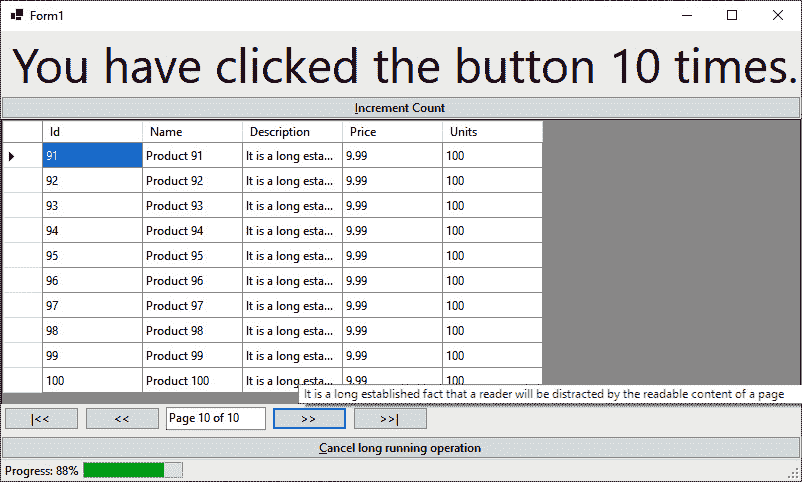 Form1
You have clicked the button 10 times.
Increment Count
Id Name Description Price Units
91 Product 91 It is a long esta... 9.99 100
92 Product 92 It is a long esta... 9.99 100
93 Product 93 It is a long esta... 9.99 100
94 Product 94 It is a long esta... 9.99 100
95 Product 95 It is a long esta... 9.99 100
96 Product 96 It is a long esta... 9.99 100
97 Product 97 It is a long esta... 9.99 100
98 Product 98 It is a long esta... 9.99 100
99 Product 99 It is a long esta... 9.99 100
100 Product 100 It is a long esta... 9.99 100
It is a long established fact that a reader will be distracted by the readable content of a page
|<< << Page 10 of 10 >> >>|
Cancel long running operation
Progress: 88%